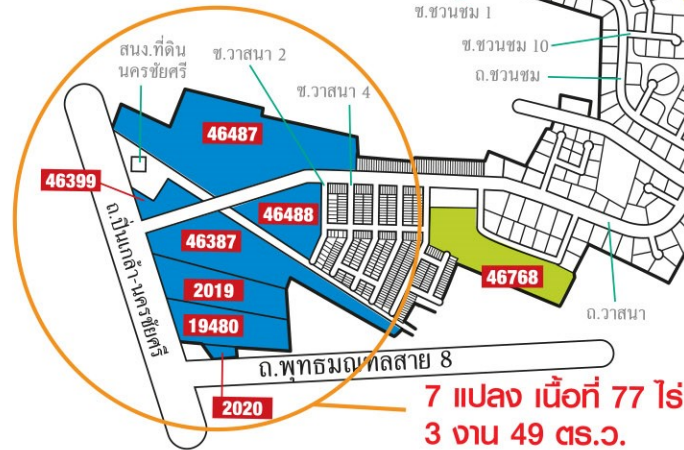 ซ.ชวนชม 1
ซ.ชวนชม 10
ถ.ชวนชม
สนง.ที่ดิน
นครชัยศรี
ซ.วาสนา 2
ซ.วาสนา 4
46487
46399
46488
46387
2019
19480
2020
46768
ถ.วาสนา
ถ.ปิ่นเกล้า-นครชัยศรี
ถ.พุทธมณฑลสาย 8
7 แปลง เนื้อที่ 77 ไร่
3 งาน 49 ตร.ว.